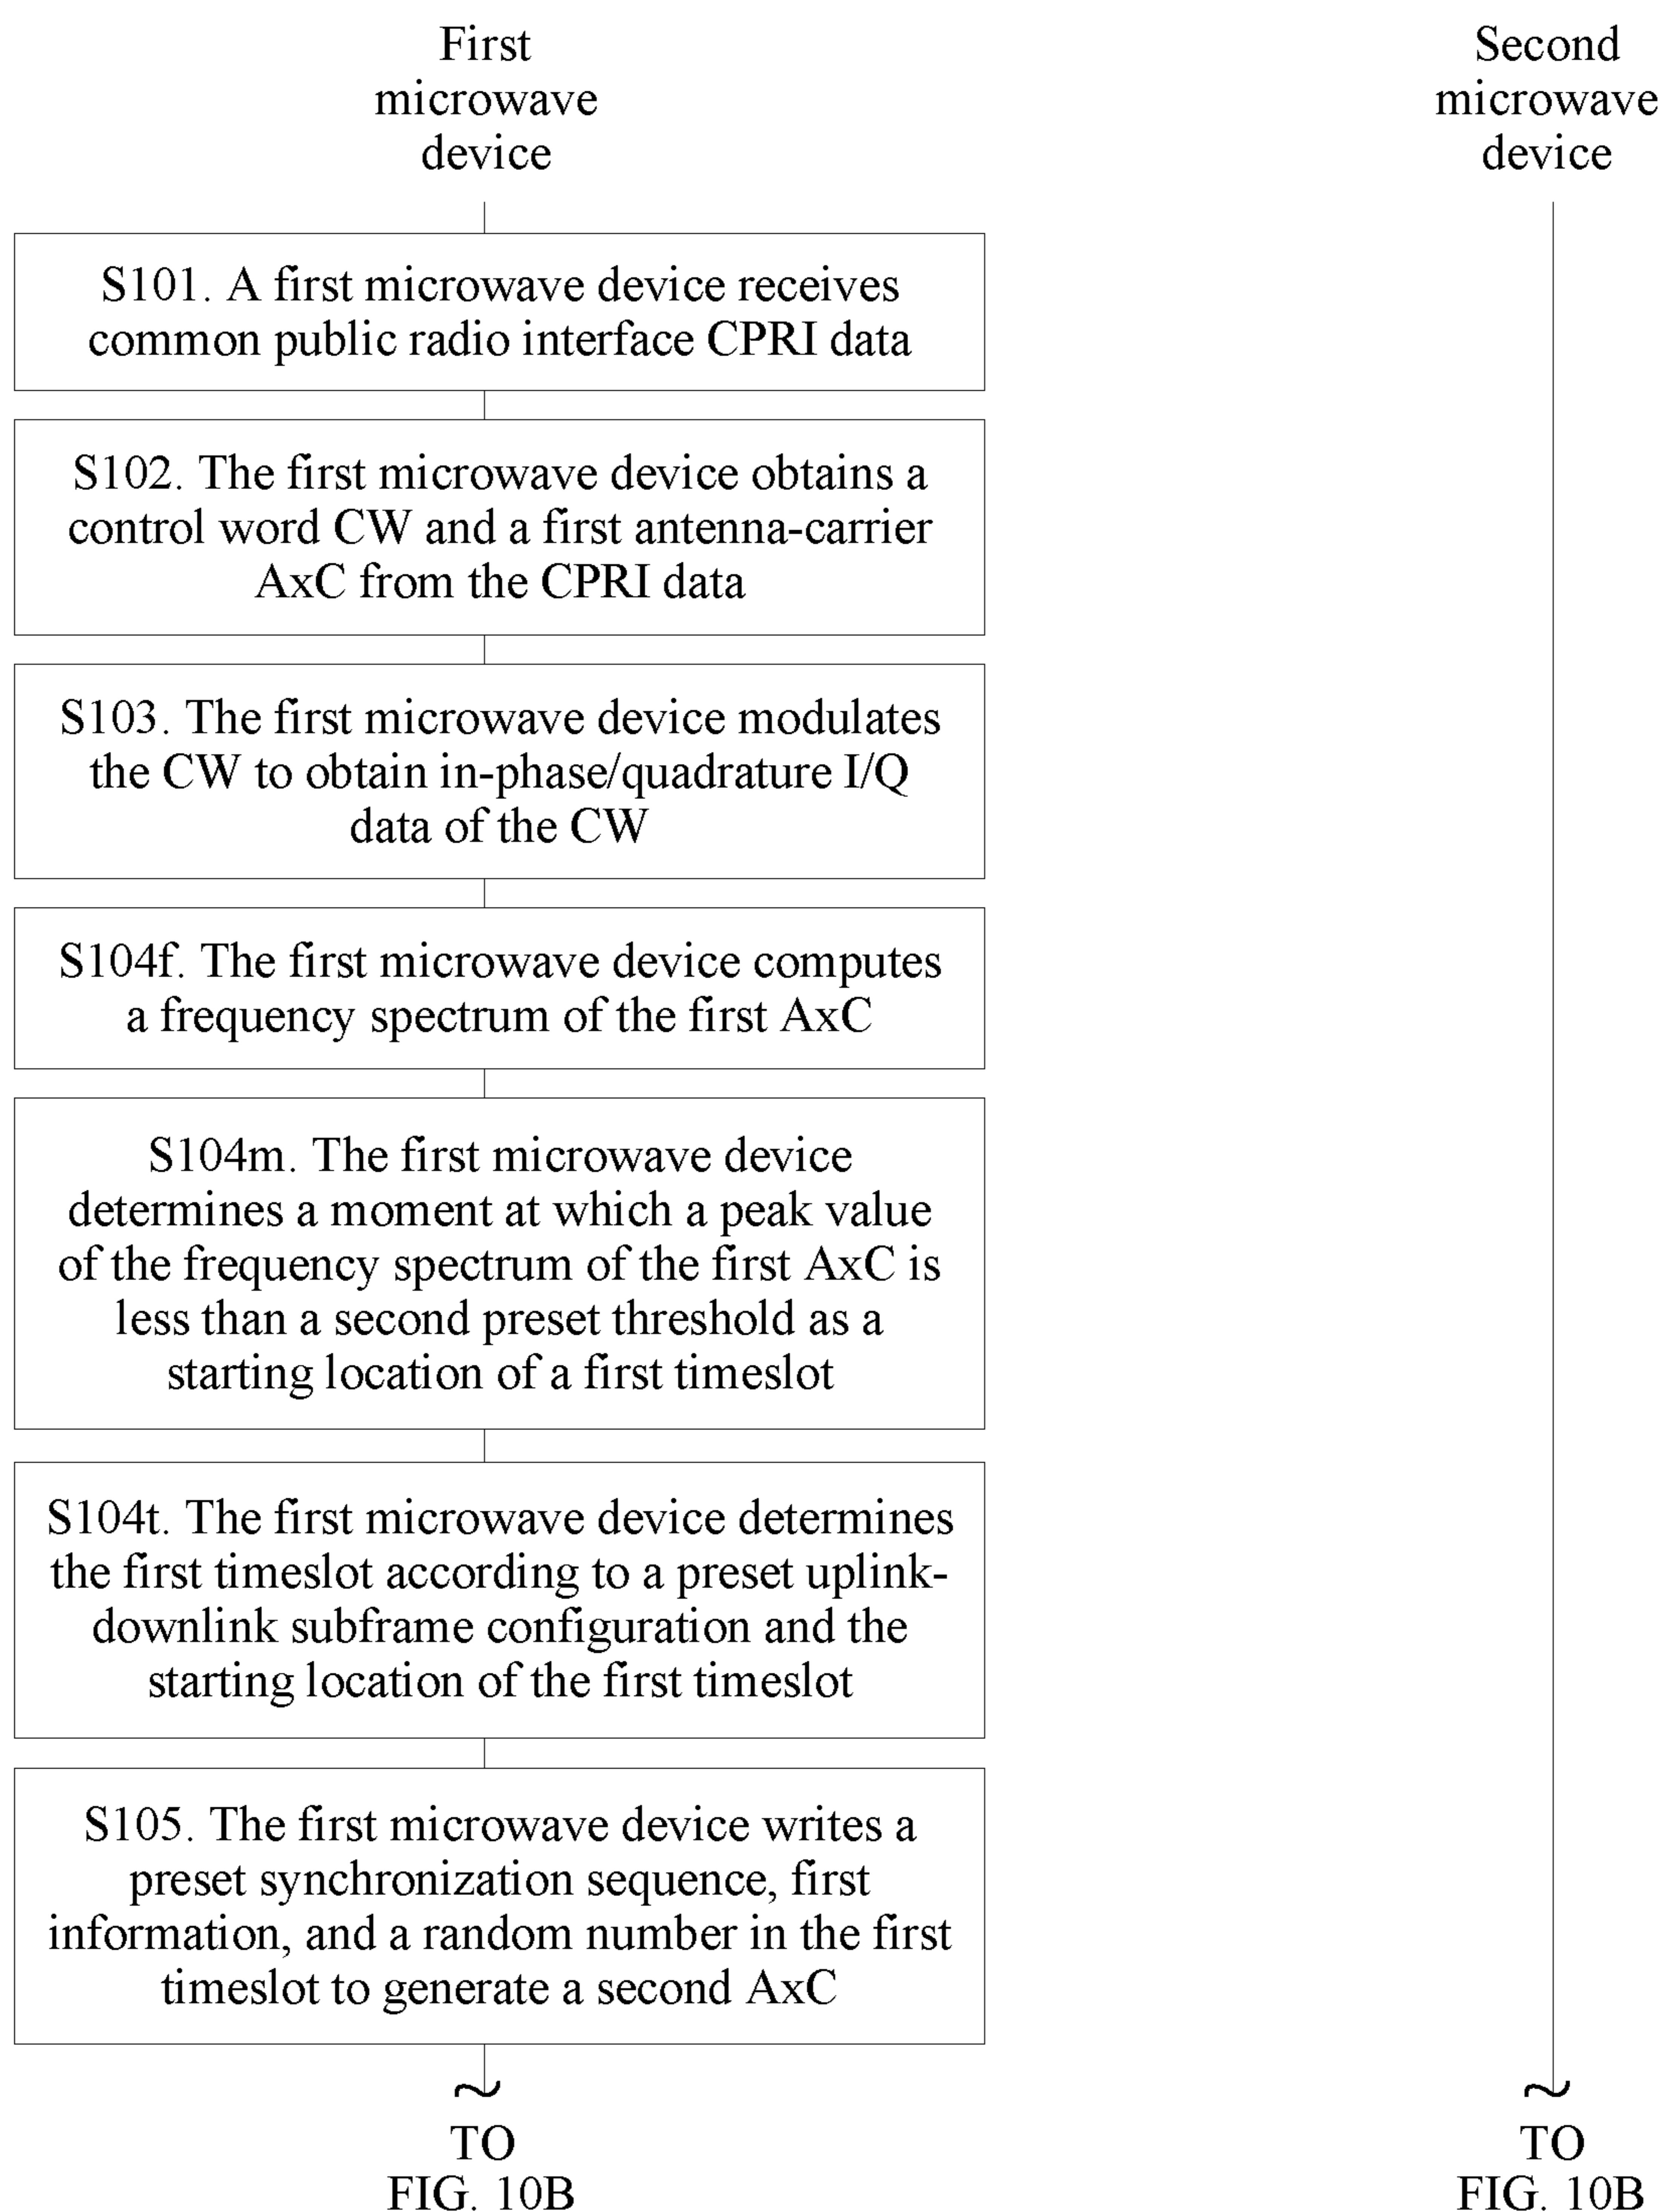 First
microwave
device
Second
microwave
device
S101. A first microwave device receives
common public radio interface CPRI data
S102. The first microwave device obtains a
control word CW and a first antenna-carrier
AxC from the CPRI data
S103. The first microwave device modulates
the CW to obtain in-phase/quadrature I/Q
data of the CW
S104f. The first microwave device computes
a frequency spectrum of the first AxC
S104m. The first microwave device
determines a moment at which a peak value
of the frequency spectrum of the first AxC is
less than a second preset threshold as a
starting location of a first timeslot
S104t. The first microwave device determines
the first timeslot according to a preset uplink-
downlink subframe configuration and the
starting location of the first timeslot
S105. The first microwave device writes a
preset synchronization sequence, first
information, and a random number in the first
timeslot to generate a second AxC
TO
FIG. 10B
TO
FIG. 10B